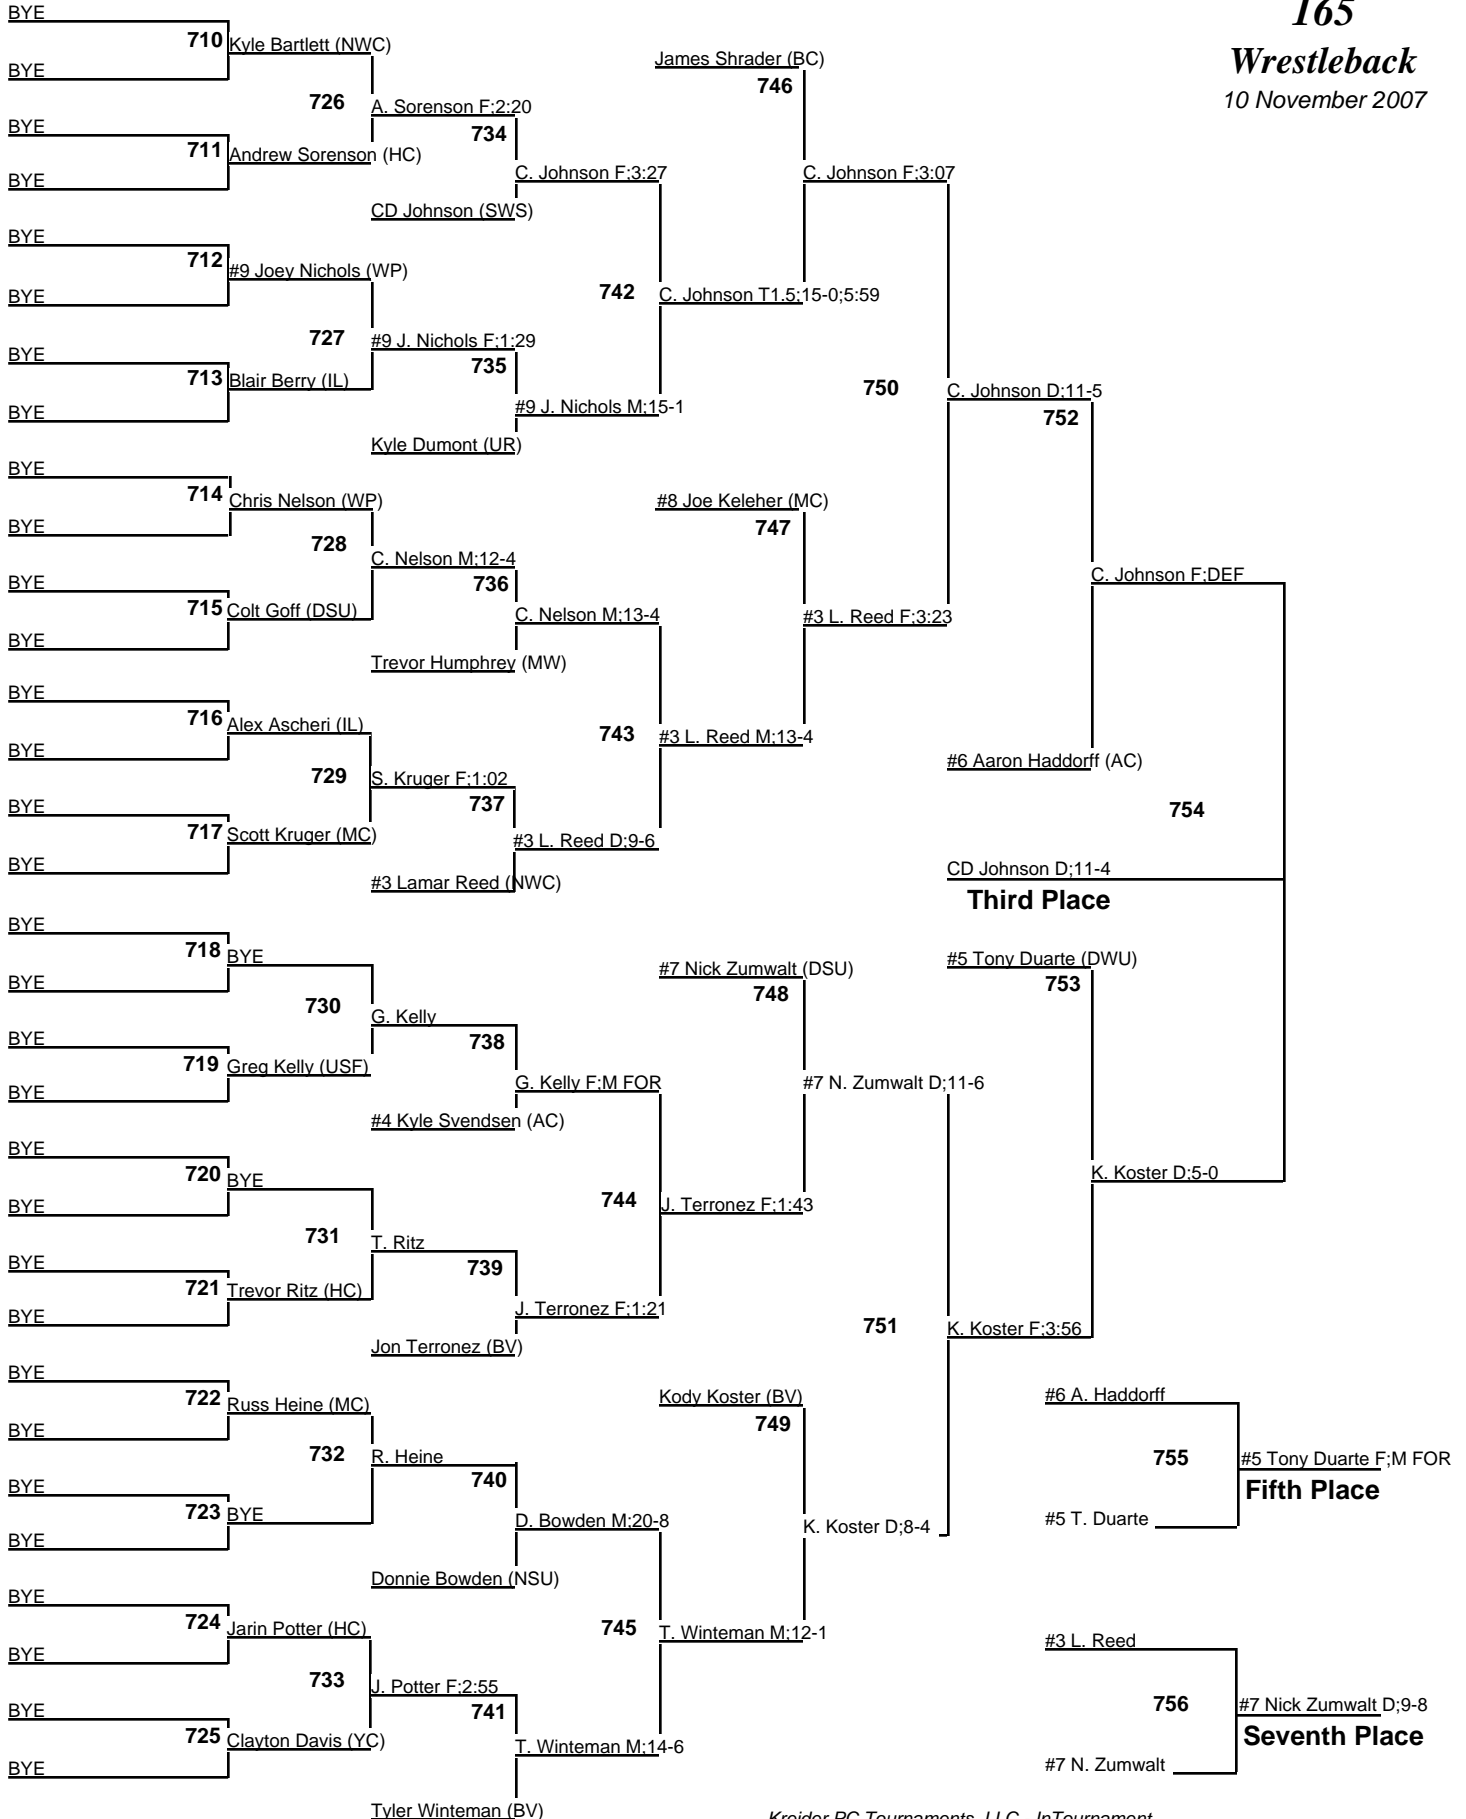 165
Wrestleback
10 November 2007
BYE
710
Kyle Bartlett (NWC)
BYE
726
A. Sorenson F;2:20
BYE
711
Andrew Sorenson (HC)
BYE
734
C. Johnson F;3:27
CD Johnson (SWS)
James Shrader (BC)
746
C. Johnson F;3:07
BYE
712
#9 Joey Nichols (WP)
BYE
742
C. Johnson T1.5;15-0;5:59
727
#9 J. Nichols F;1:29
BYE
713
Blair Berry (IL)
BYE
735
#9 J. Nichols M;15-1
Kyle Dumont (UR)
750
C. Johnson D;11-5
752
BYE
714
Chris Nelson (WP)
BYE
728
C. Nelson M;12-4
BYE
715
Colt Goff (DSU)
BYE
736
C. Nelson M;13-4
Trevor Humphrey (MW)
#8 Joe Keleher (MC)
747
#3 L. Reed F;3:23
C. Johnson F;DEF
BYE
716
Alex Ascheri (IL)
BYE
743
#3 L. Reed M;13-4
729
S. Kruger F;1:02
BYE
717
Scott Kruger (MC)
BYE
737
#3 L. Reed D;9-6
#3 Lamar Reed (NWC)
#6 Aaron Haddorff (AC)
754
CD Johnson D;11-4
Third Place
BYE
718
BYE
BYE
730
G. Kelly
BYE
719
Greg Kelly (USF)
BYE
738
G. Kelly F;M FOR
#4 Kyle Svendsen (AC)
#7 Nick Zumwalt (DSU)
748
#7 N. Zumwalt D;11-6
#5 Tony Duarte (DWU)
753
K. Koster D;5-0
BYE
720
BYE
BYE
744
J. Terronez F;1:43
731
T. Ritz
BYE
721
Trevor Ritz (HC)
BYE
739
J. Terronez F;1:21
Jon Terronez (BV)
751
K. Koster F;3:56
BYE
722
Russ Heine (MC)
BYE
732
R. Heine
BYE
723
BYE
BYE
740
D. Bowden M;20-8
Donnie Bowden (NSU)
Kody Koster (BV)
749
K. Koster D;8-4
#6 A. Haddorff
755
#5 Tony Duarte F;M FOR
Fifth Place
#5 T. Duarte
BYE
724
Jarin Potter (HC)
BYE
745
T. Winteman M;12-1
733
J. Potter F;2:55
BYE
725
Clayton Davis (YC)
BYE
741
T. Winteman M;14-6
Tyler Winteman (BV)
#3 L. Reed
756
#7 Nick Zumwalt D;9-8
Seventh Place
#7 N. Zumwalt
Kreider PC Tournaments, LLC - InTournament